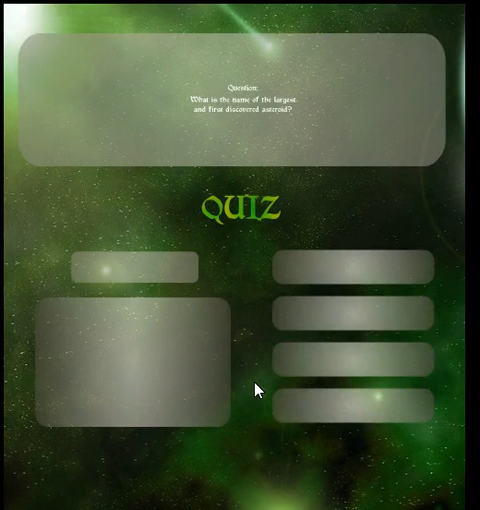 Question:
What is the name of the largest
and first discovered asteroid?
QUIZ